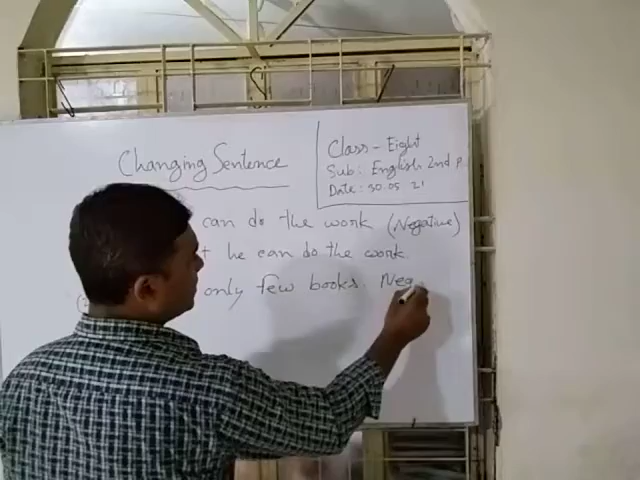 Changing Sentence
Class - Eight
Sub: English 2nd P.
Date: 30.05 21
can do the work (Negative)
t he can do the work
only few books. Neg